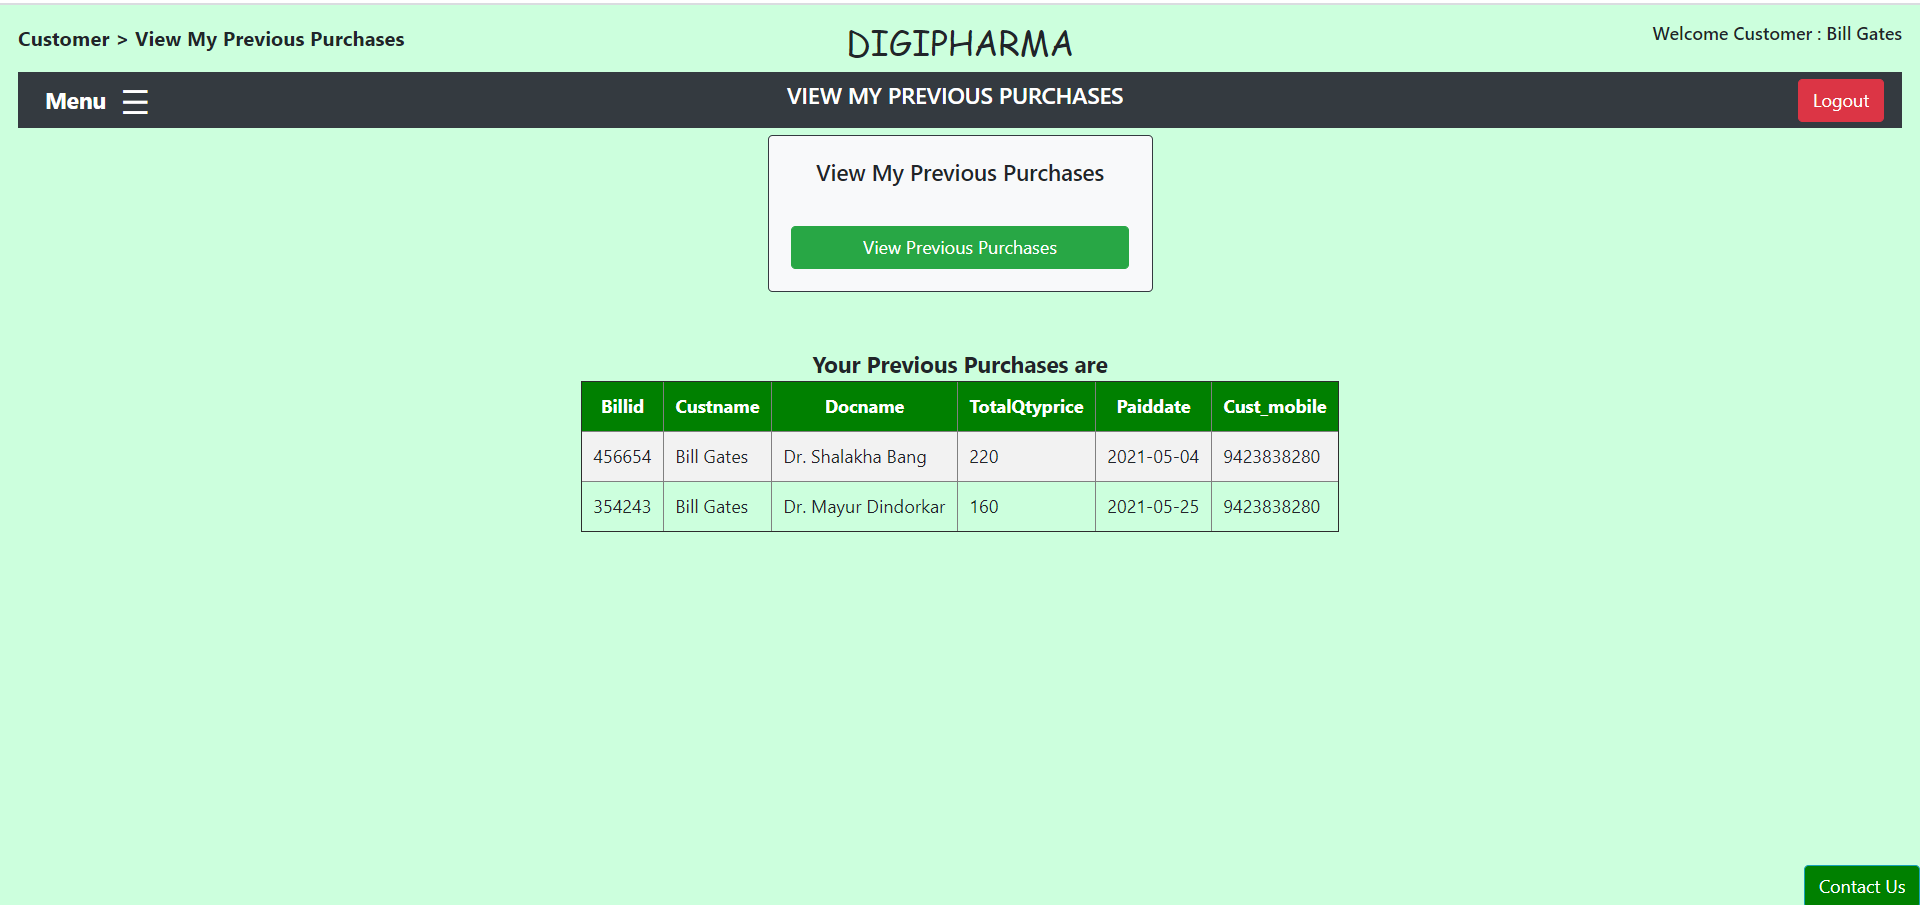 Customer > View My Previous Purchases
DIGIPHARMA
Welcome Customer : Bill Gates
Menu
VIEW MY PREVIOUS PURCHASES
Logout
View My Previous Purchases
View Previous Purchases
Your Previous Purchases are
Billid Custname Docname TotalQtyprice Paiddate Cust_mobile
456654 Bill Gates Dr. Shalakha Bang 220 2021-05-04 9423838280
354243 Bill Gates Dr. Mayur Dindorkar 160 2021-05-25 9423838280
Contact Us